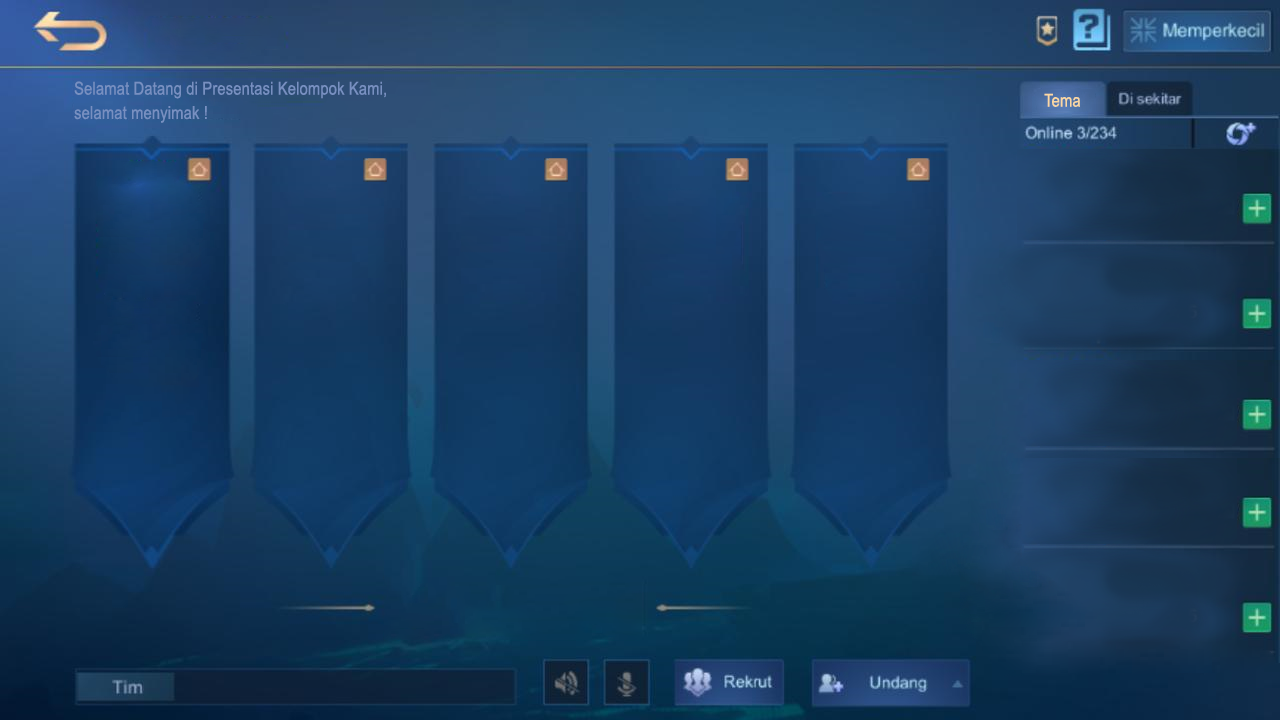 Memperkecil
Selamat Datang di Presentasi Kelompok Kami,
selamat menyimak !
Tema
Di sekitar
Online 3/234
Tim
Rekrut
Undang